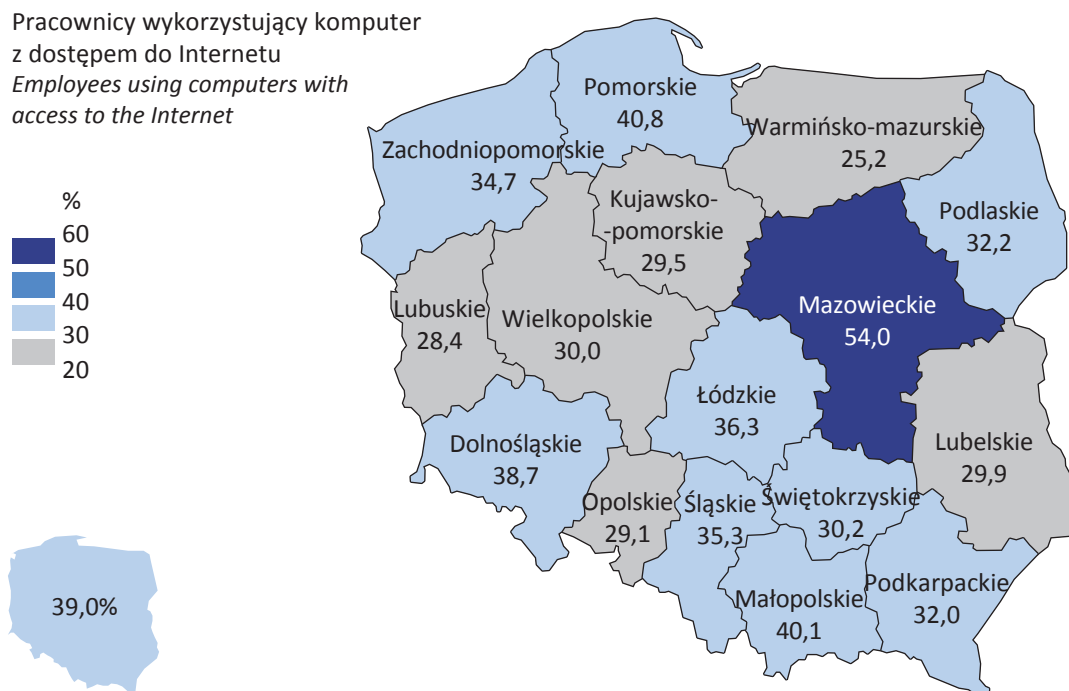 Pracownicy wykorzystujący komputer
z dostępem do Internetu
Employees using computers with
access to the Internet
%
60
50
40
30
20
39,0%
Pomorskie
40,8
Warmińsko-mazurskie
25,2
Zachodniopomorskie
34,7
Kujawsko-
-pomorskie
29,5
Podlaskie
32,2
Lubuskie
28,4
Wielkopolskie
30,0
Mazowieckie
54,0
Łódzkie
36,3
Dolnośląskie
38,7
Lubelskie
29,9
Opolskie
29,1
Śląskie
35,3
Świętokrzyskie
30,2
Małopolskie
40,1
Podkarpackie
32,0